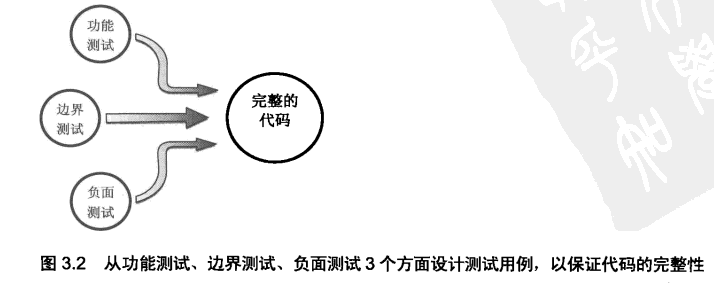 功能
测试
边界
测试
负面
测试
完整的
代码
图 3.2 从功能测试、边界测试、负面测试 3 个方面设计测试用例，以保证代码的完整性